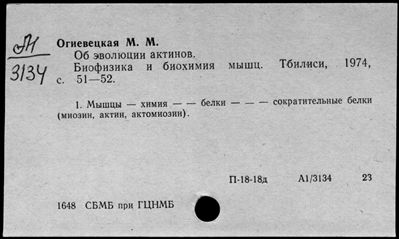 А1
3134
Огиевецкая М. М.
Об эволюции актинов.
Биофизика и биохимия мышц. Тбилиси, 1974,
с. 51—52.
1. Мышцы — химия — — белки — — — сократительные белки
(миозин, актин, актомиозин).
П-18-18д А1/3134 23
1648 СБМБ при ГЦНМБ